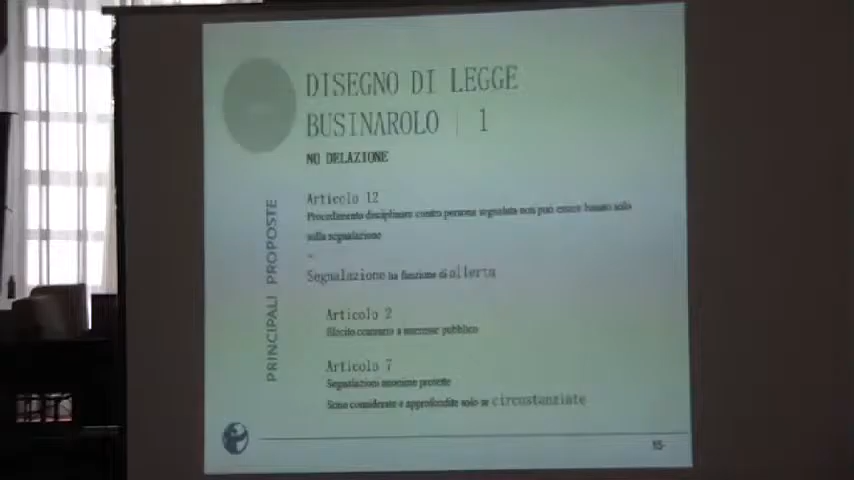 DISEGNO DI LEGGE
BUSINAROLO | 1
NO DELAZIONE
PRINCIPALI PROPOSTE
Articolo 12
Procedimento disciplinare contro persona segnalata non può essere basato solo
sulla segnalazione
Segnalazione ha funzione di allerta
Articolo 2
Illecito contrario a interesse pubblico
Articolo 7
Segnalazioni anonime protette
Sono considerate e approfondite solo se circostanziate
15